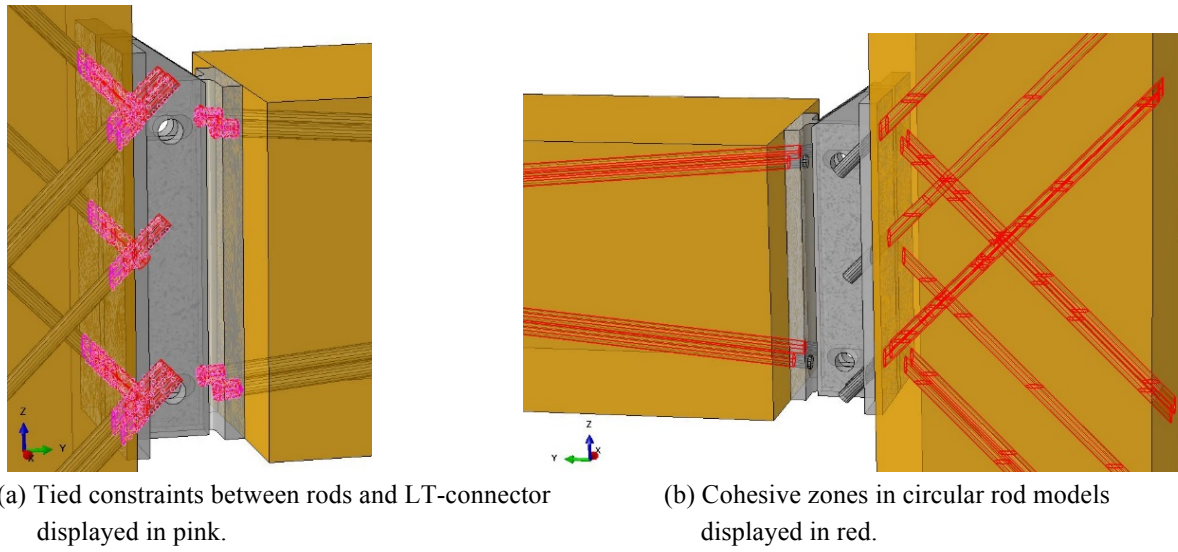 Z
Y
X
Z
Y
X
(a) Tied constraints between rods and LT-connector
displayed in pink.
(b) Cohesive zones in circular rod models
displayed in red.